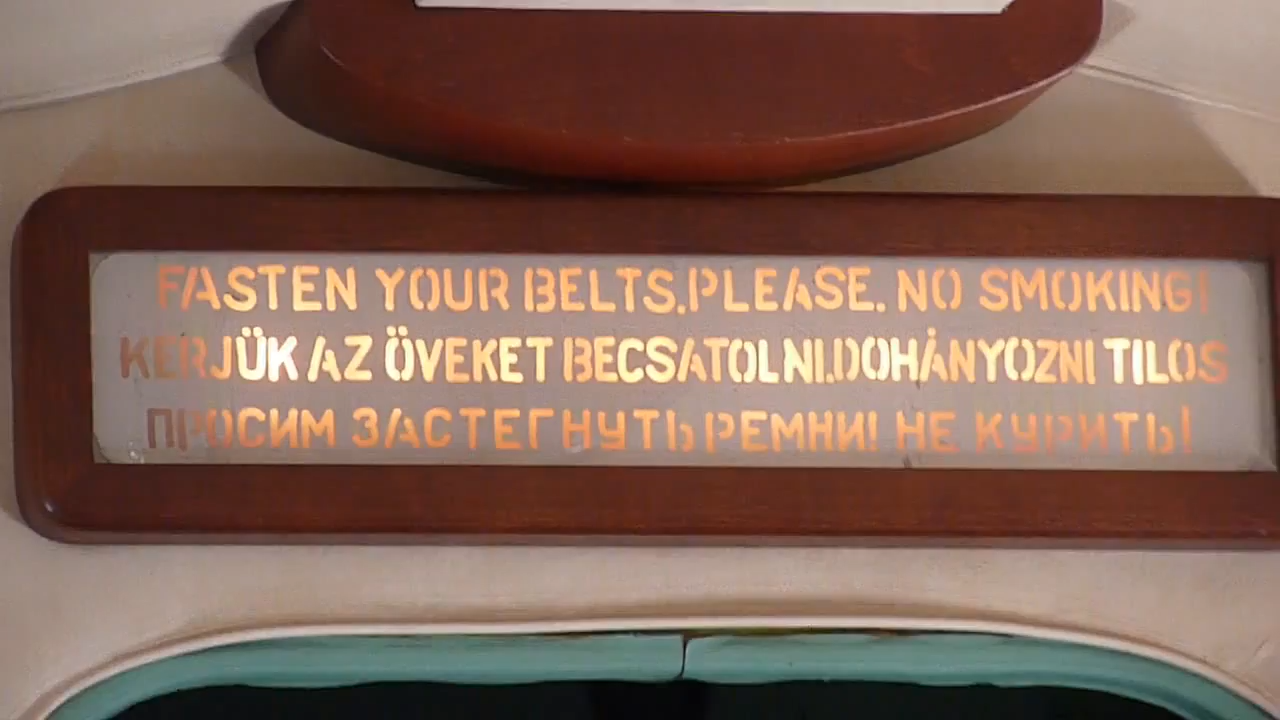 FASTEN YOUR BELTS,PLEASE. NO SMOKING!
KÉRJÜK AZ ÖVEKET BECSATOLNI.DOHÁNYOZNI TILOS
ПРОСИМ ЗАСТЕГНУТЬ РЕМНИ! НЕ КУРИТЬ!